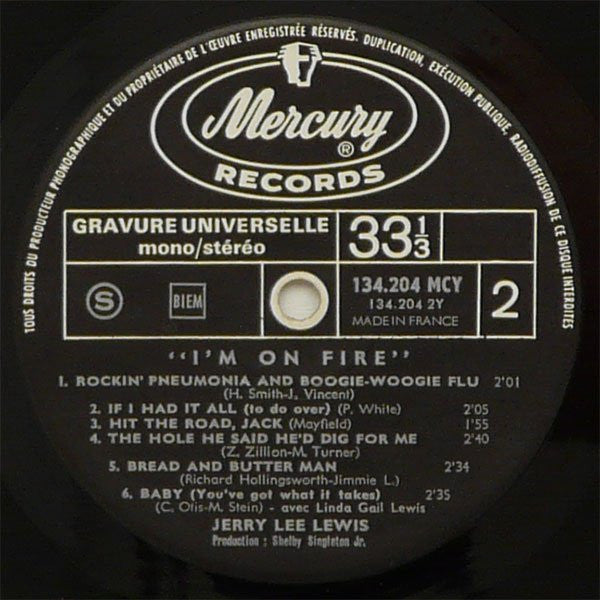 TOUS DROITS DU PRODUCTEUR PHONOGRAPHIQUE ET DU PROPRIÉTAIRE DE L'ŒUVRE ENREGISTRÉE RÉSERVÉS. DUPLICATION, EXÉCUTION PUBLIQUE, RADIODIFFUSION DE CE DISQUE INTERDITES
Mercury ®
RECORDS
GRAVURE UNIVERSELLE
mono/stéréo
33 1/3
S
BIEM
134.204 MCY
134.204 2Y
MADE IN FRANCE
2
"I'M ON FIRE"
1. ROCKIN' PNEUMONIA AND BOOGIE-WOOGIE FLU 2'01
(H. Smith-J. Vincent)
2. IF I HAD IT ALL (to do over) (P. White) 2'05
3. HIT THE ROAD, JACK (Mayfield) 1'55
4. THE HOLE HE SAID HE'D DIG FOR ME 2'40
(Z. Zillion-M. Turner)
5. BREAD AND BUTTER MAN 2'34
(Richard Hollingsworth-Jimmie L.)
6. BABY (You've got what it takes) 2'35
(C. Otis-M. Stein) - avec Linda Gail Lewis
JERRY LEE LEWIS
Production : Shelby Singleton Jr.